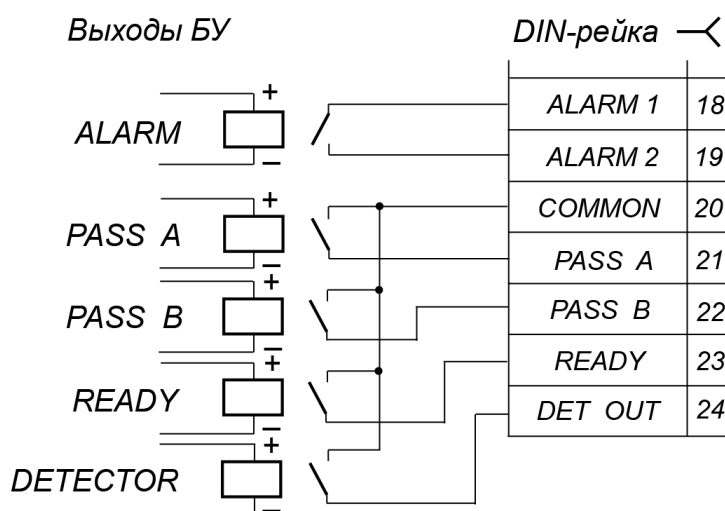 Выходы БУ
DIN-рейка
+
ALARM
−
+
PASS A
−
+
PASS B
−
+
READY
−
+
DETECTOR
−
ALARM 1 18
ALARM 2 19
COMMON 20
PASS A 21
PASS B 22
READY 23
DET OUT 24